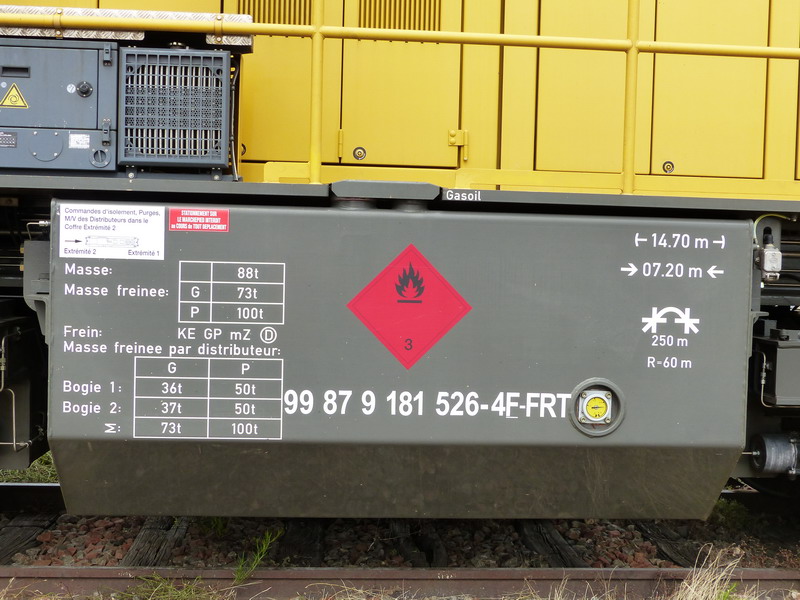 Gasoil
Commandes d'isolement, Purges,
M/V des Distributeurs dans le
Coffre Extrémité 2
Extrémité 2 Extrémité 1
STATIONNEMENT SUR
LE MARCHEPIED INTERDIT
au COURS de TOUT DEPLACEMENT
14.70 m
07.20 m
Masse: 88t
Masse freinee: G 73t
P 100t
Frein: KE GP mZ D
Masse freinee par distributeur:
G P
Bogie 1: 36t 50t
Bogie 2: 37t 50t
Σ: 73t 100t
3
250 m
R-60 m
99 87 9 181 526-4F-FRT